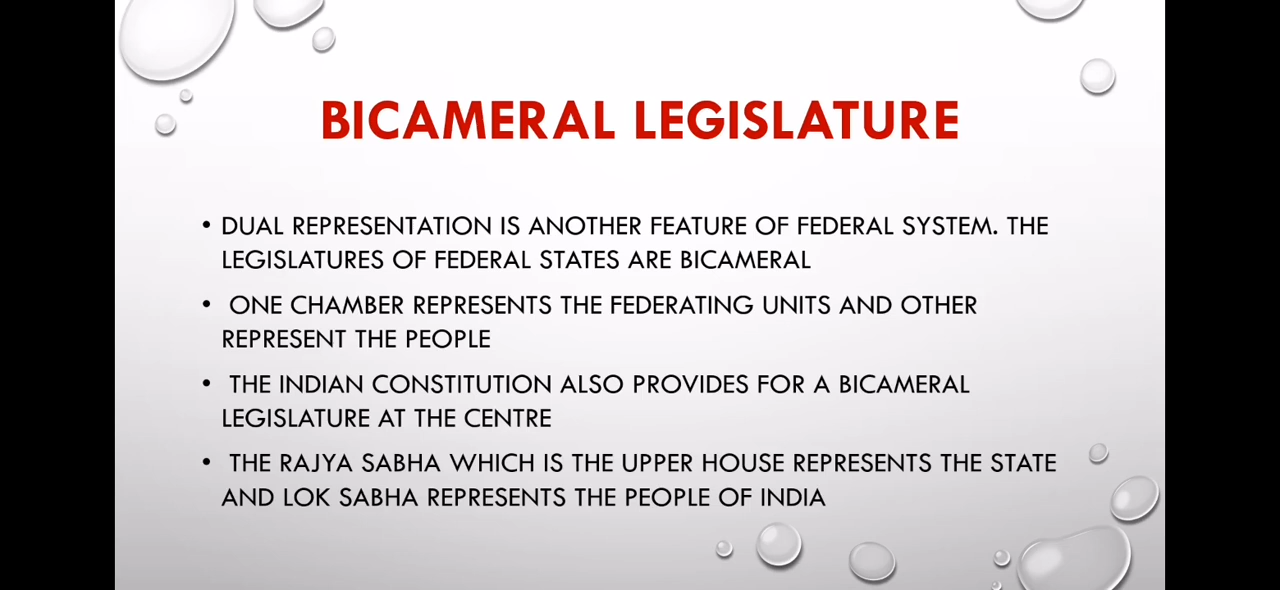 BICAMERAL LEGISLATURE
• DUAL REPRESENTATION IS ANOTHER FEATURE OF FEDERAL SYSTEM. THE
LEGISLATURES OF FEDERAL STATES ARE BICAMERAL
• ONE CHAMBER REPRESENTS THE FEDERATING UNITS AND OTHER
REPRESENT THE PEOPLE
• THE INDIAN CONSTITUTION ALSO PROVIDES FOR A BICAMERAL
LEGISLATURE AT THE CENTRE
• THE RAJYA SABHA WHICH IS THE UPPER HOUSE REPRESENTS THE STATE
AND LOK SABHA REPRESENTS THE PEOPLE OF INDIA